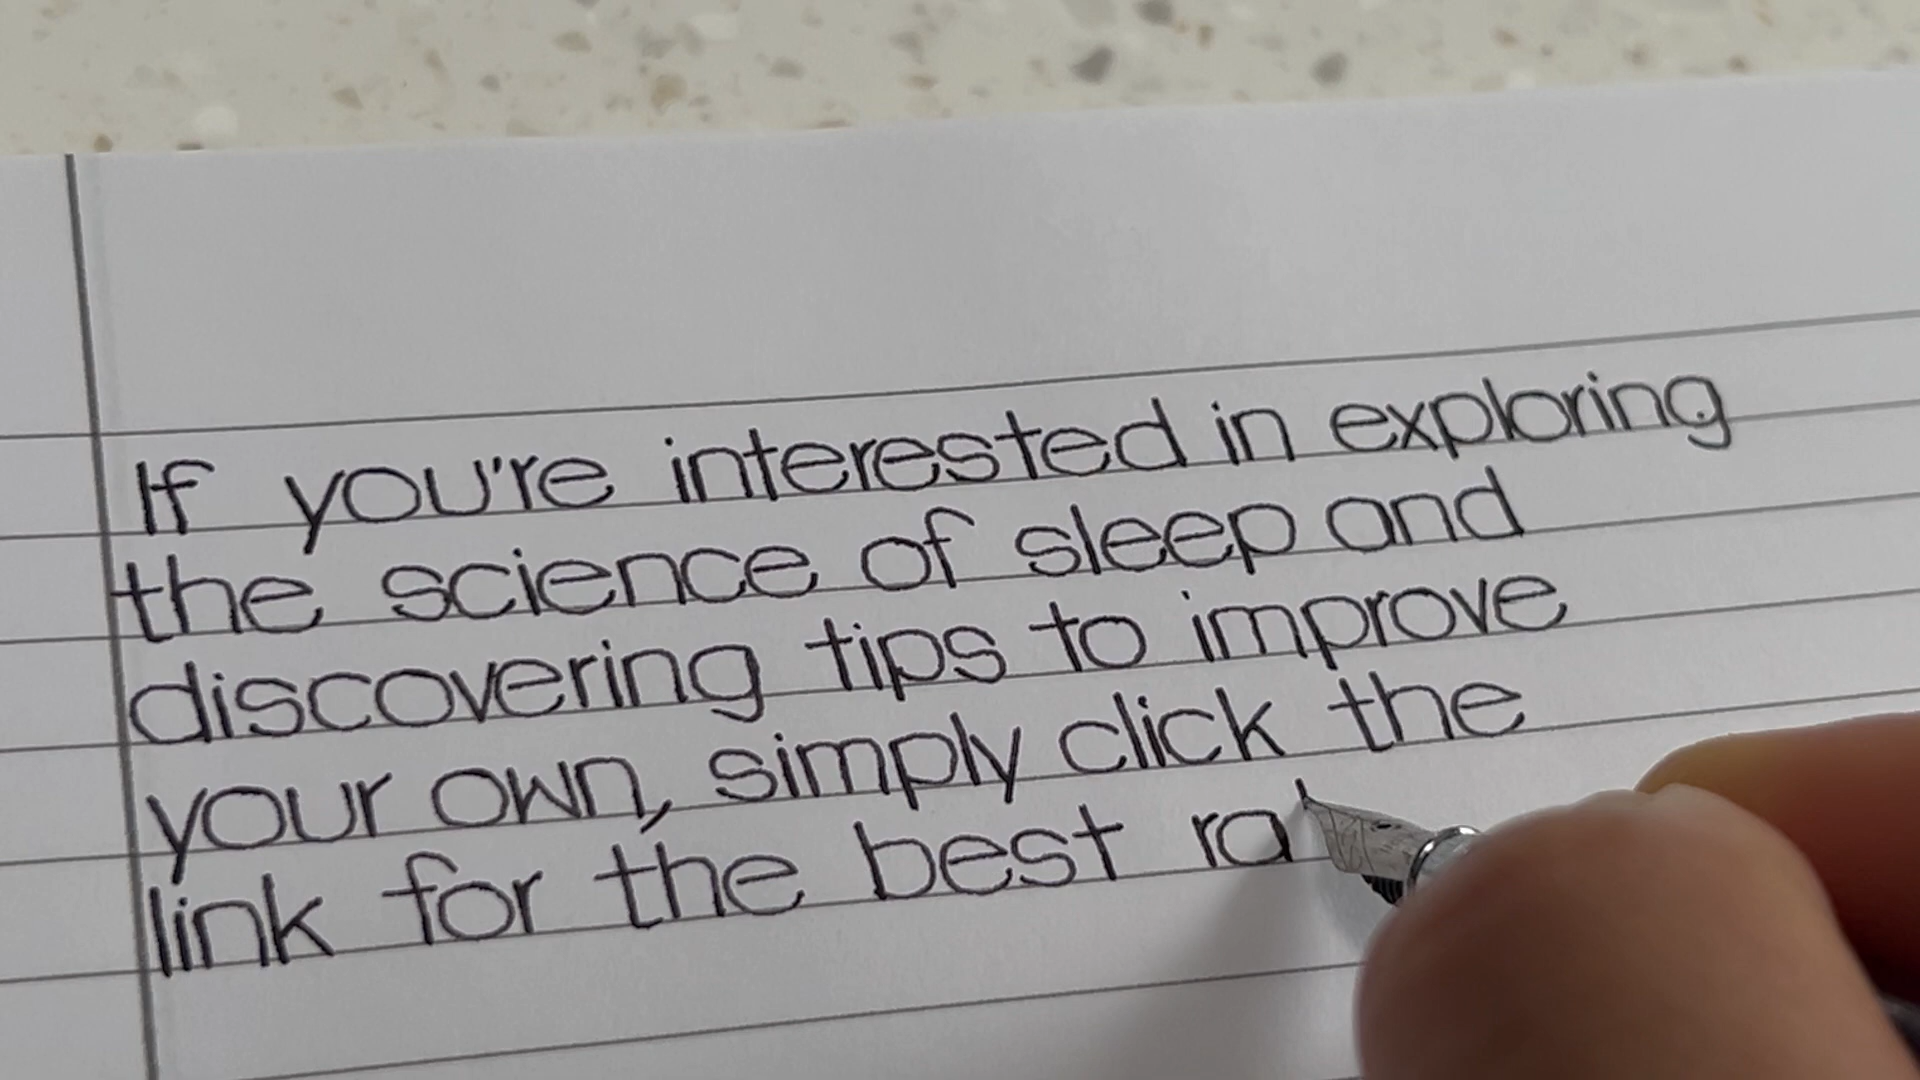 If you're interested in exploring
the science of sleep and
discovering tips to improve
your own, simply click the
link for the best ra